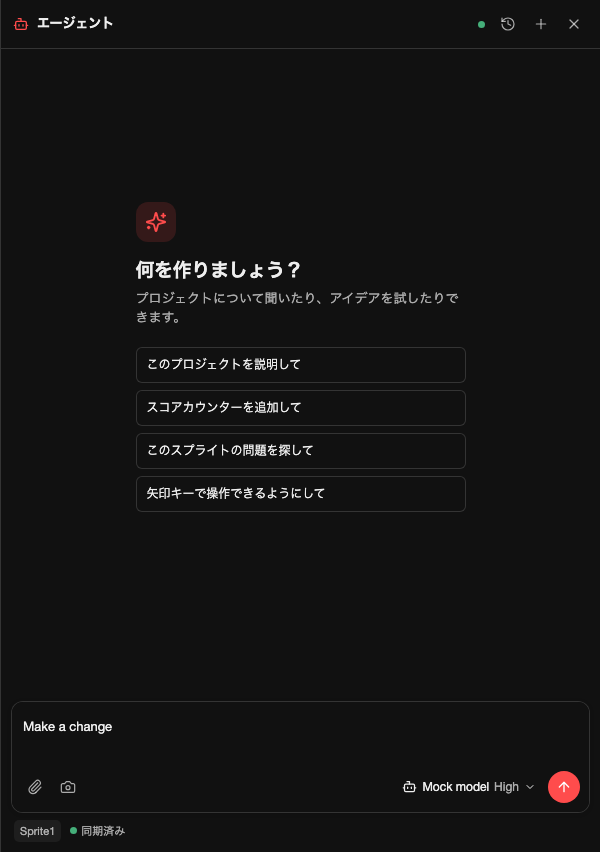 エージェント
何を作りましょう？
プロジェクトについて聞いたり、アイデアを試したりで
きます。
このプロジェクトを説明して
スコアカウンターを追加して
このスプライトの問題を探して
矢印キーで操作できるようにして
Make a change
Mock model High
Sprite1 同期済み